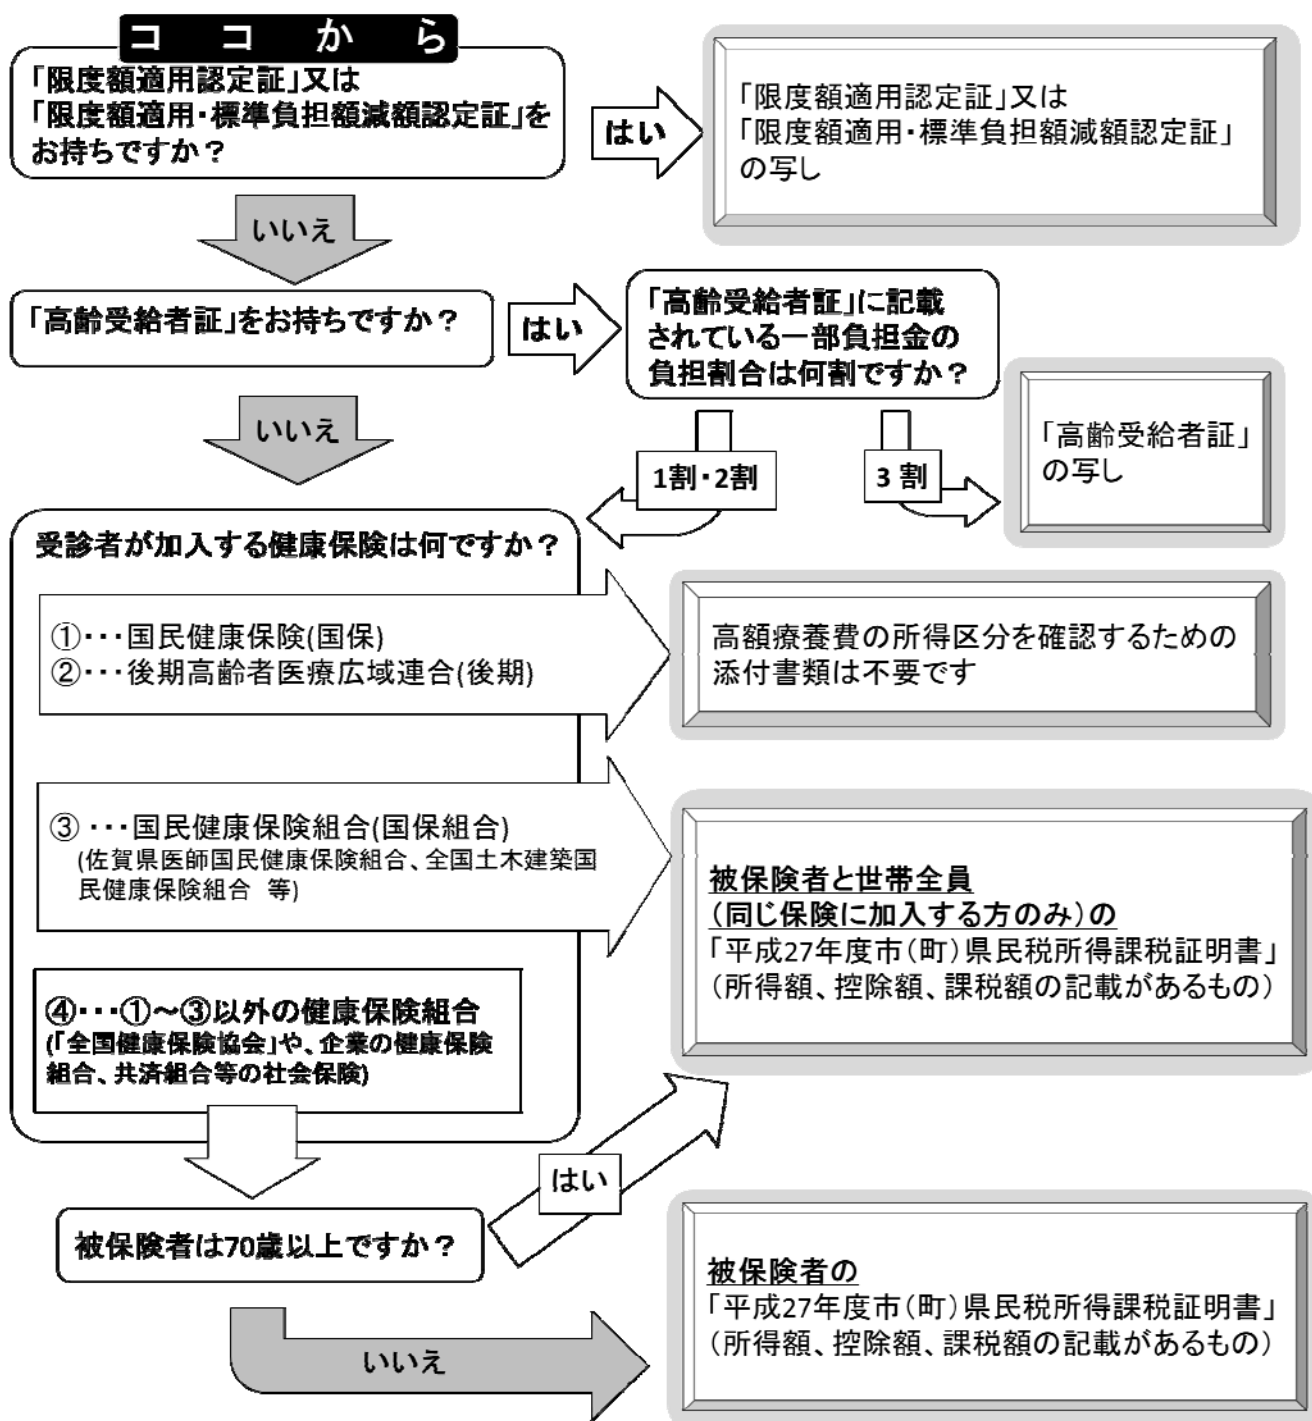 ココから
「限度額適用認定証」又は
「限度額適用・標準負担額減額認定証」を
お持ちですか？
はい
「限度額適用認定証」又は
「限度額適用・標準負担額減額認定証」
の写し
いいえ
「高齢受給者証」をお持ちですか？
はい
「高齢受給者証」に記載
されている一部負担金の
負担割合は何割ですか？
いいえ
1割・2割
3 割
「高齢受給者証」
の写し
受診者が加入する健康保険は何ですか？
①・・・国民健康保険(国保)
②・・・後期高齢者医療広域連合(後期)
高額療養費の所得区分を確認するための
添付書類は不要です
③ ・・・国民健康保険組合(国保組合)
(佐賀県医師国民健康保険組合、全国土木建築国
民健康保険組合 等)
被保険者と世帯全員
（同じ保険に加入する方のみ）の
「平成27年度市（町）県民税所得課税証明書」
（所得額、控除額、課税額の記載があるもの）
④・・・①～③以外の健康保険組合
(「全国健康保険協会」や、企業の健康保険
組合、共済組合等の社会保険)
はい
被保険者は70歳以上ですか？
いいえ
被保険者の
「平成27年度市（町）県民税所得課税証明書」
（所得額、控除額、課税額の記載があるもの）